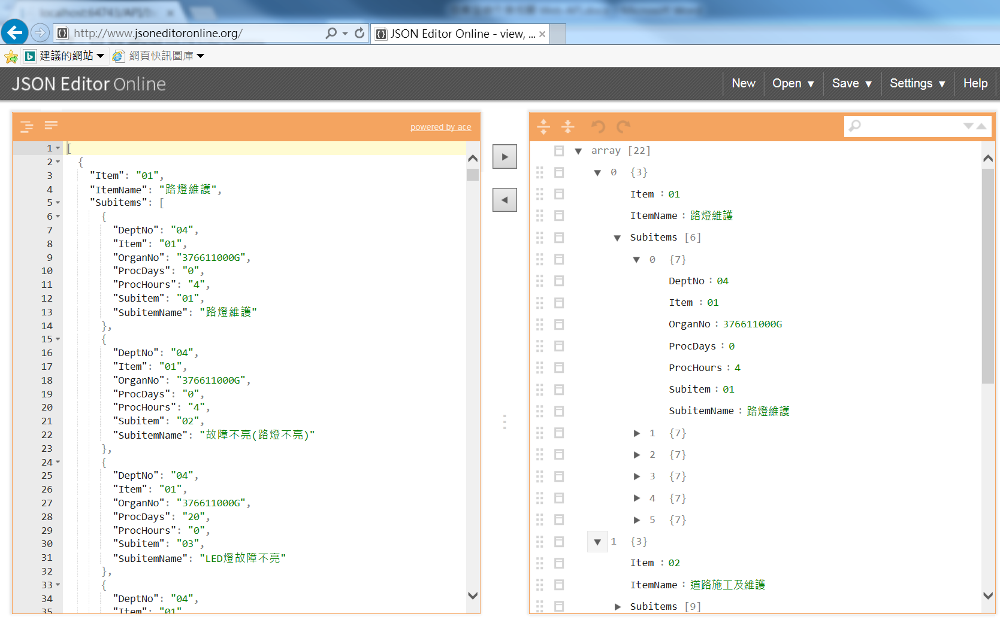 http://www.jsoneditoronline.org/
JSON Editor Online - view, ...
建議的網站
網頁快訊圖庫
JSON Editor Online
New
Open
Save
Settings
Help
powered by ace
1 [
2 {
3 "Item": "01",
4 "ItemName": "路燈維護",
5 "Subitems": [
6 {
7 "DeptNo": "04",
8 "Item": "01",
9 "OrganNo": "376611000G",
10 "ProcDays": "0",
11 "ProcHours": "4",
12 "Subitem": "01",
13 "SubitemName": "路燈維護"
14 },
15 {
16 "DeptNo": "04",
17 "Item": "01",
18 "OrganNo": "376611000G",
19 "ProcDays": "0",
20 "ProcHours": "4",
21 "Subitem": "02",
22 "SubitemName": "故障不亮(路燈不亮)"
23 },
24 {
25 "DeptNo": "04",
26 "Item": "01",
27 "OrganNo": "376611000G",
28 "ProcDays": "20",
29 "ProcHours": "0",
30 "Subitem": "03",
31 "SubitemName": "LED燈故障不亮"
32 },
33 {
34 "DeptNo": "04",
35 "Item": "01"
array [22]
0 {3}
Item : 01
ItemName : 路燈維護
Subitems [6]
0 {7}
DeptNo : 04
Item : 01
OrganNo : 376611000G
ProcDays : 0
ProcHours : 4
Subitem : 01
SubitemName : 路燈維護
1 {7}
2 {7}
3 {7}
4 {7}
5 {7}
1 {3}
Item : 02
ItemName : 道路施工及維護
Subitems [9]